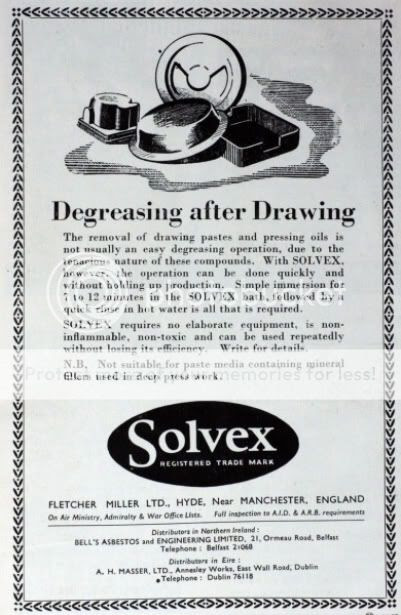 Degreasing after Drawing
The removal of drawing pastes and pressing oils is
not usually an easy degreasing operation, due to the
tenacious nature of these compounds. With SOLVEX,
however, the operation can be done quickly and
without holding up production. Simple immersion for
7 to 12 minutes in the SOLVEX bath, followed by a
quick rinse in hot water is all that is required.
SOLVEX requires no elaborate equipment, is non-
inflammable, non-toxic and can be used repeatedly
without losing its efficiency. Write for details.
N.B. Not suitable for paste media containing mineral
fillers used in deep press work.
Solvex
REGISTERED TRADE MARK
FLETCHER MILLER LTD., HYDE, Near MANCHESTER, ENGLAND
On Air Ministry, Admiralty & War Office Lists. Full inspection to A.I.D. & A.R.B. requirements
Distributors in Northern Ireland :
BELL'S ASBESTOS and ENGINEERING LIMITED, 21, Ormeau Road, Belfast
Telephone : Belfast 21068
Distributors in Eire :
A. H. MASSER, LTD., Annesley Works, East Wall Road, Dublin
Telephone : Dublin 76118